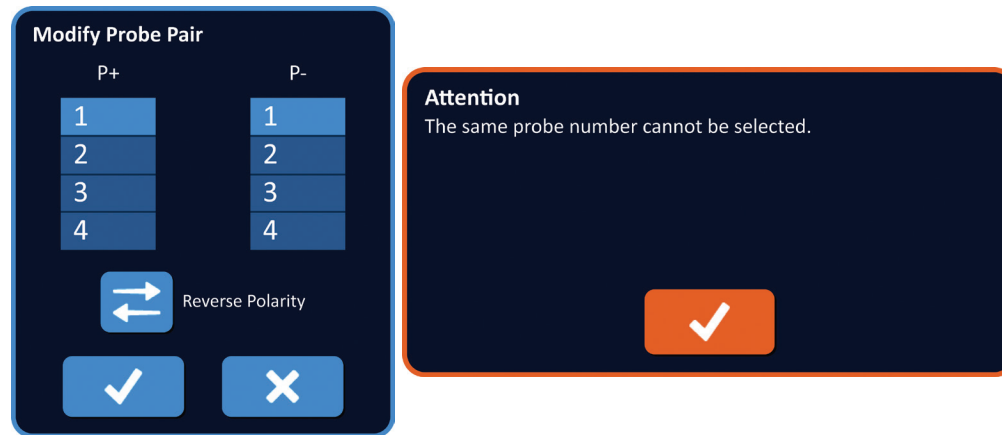 Modify Probe Pair
P+ P-
1 1
2 2
3 3
4 4
Reverse Polarity
Attention
The same probe number cannot be selected.